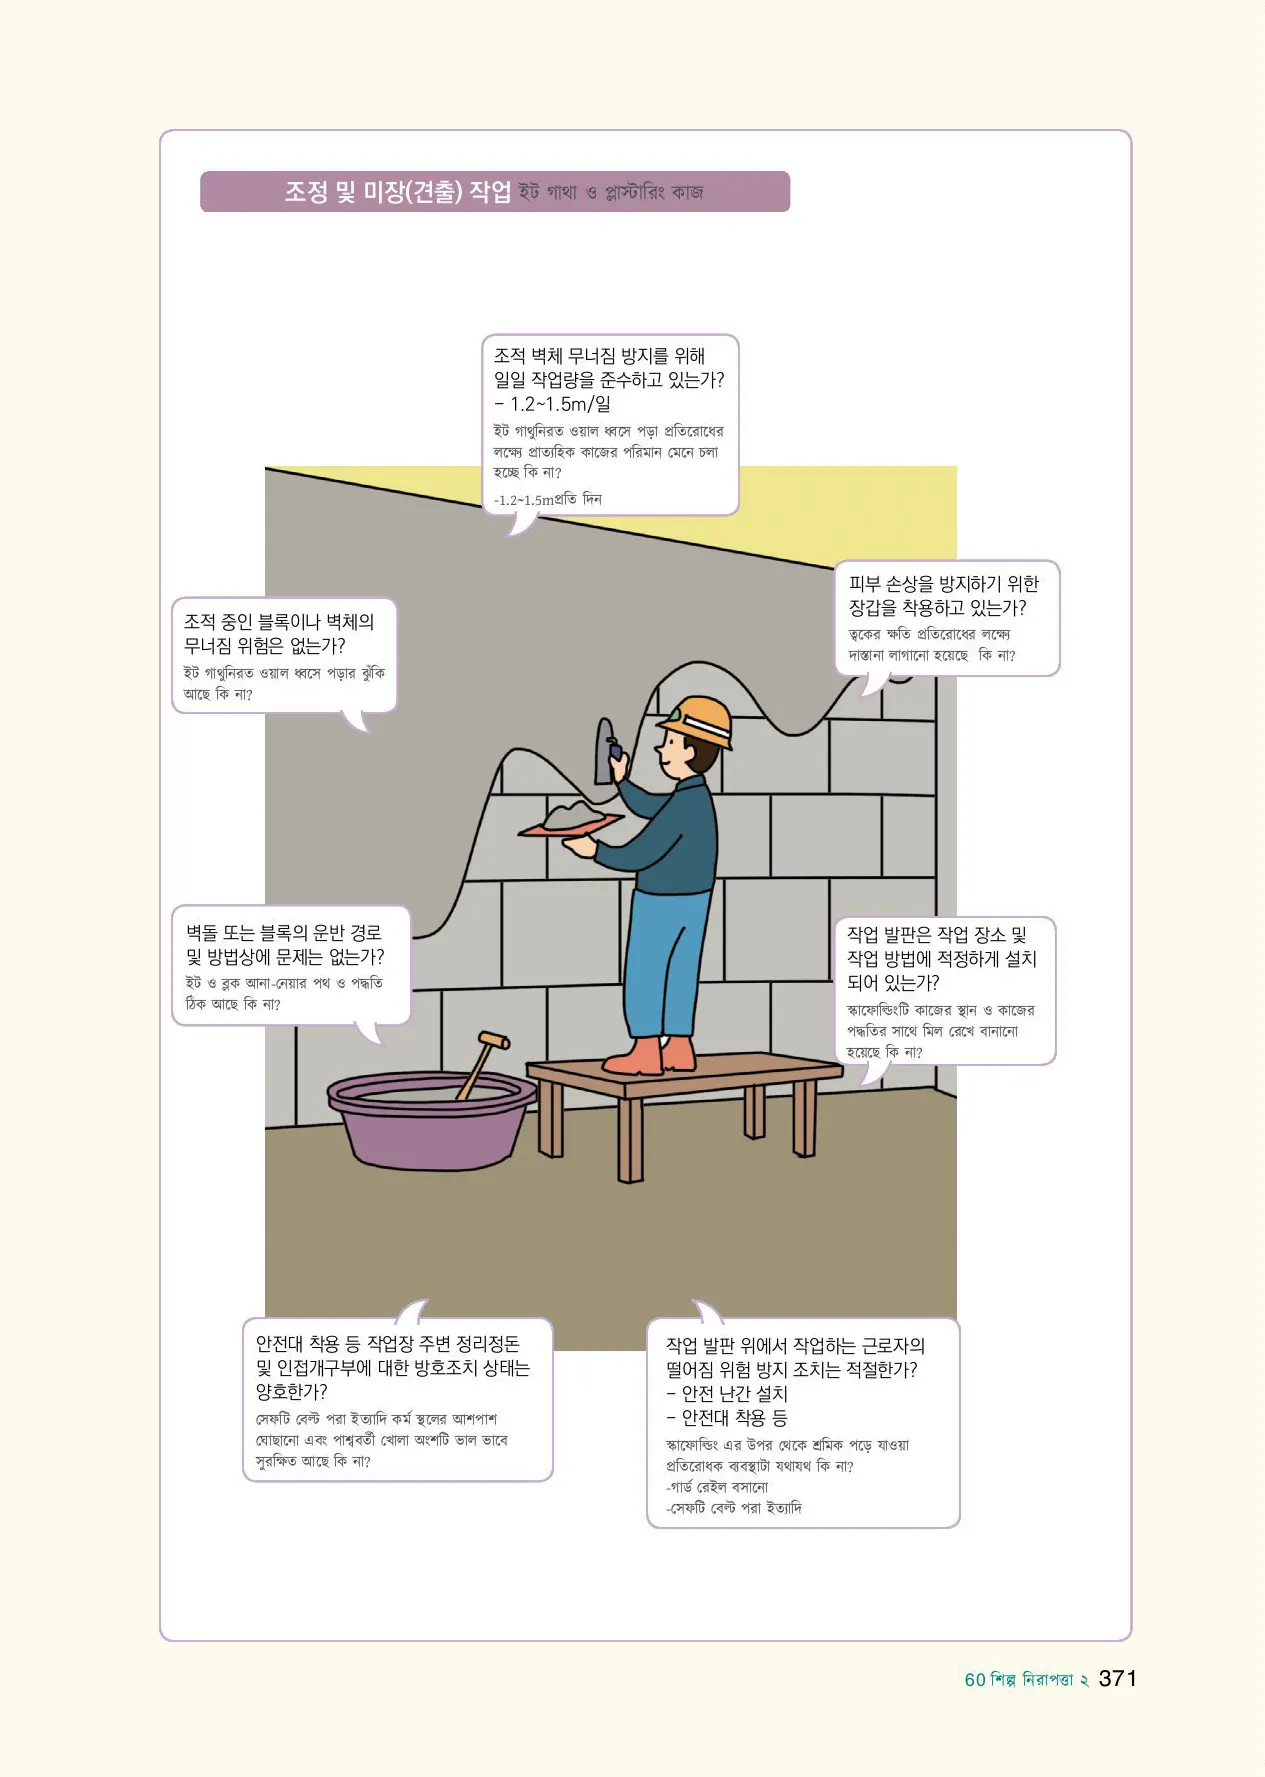 조정 및 미장(견출) 작업 ইট গাথা ও প্লাস্টারিং কাজ
조적 벽체 무너짐 방지를 위해
일일 작업량을 준수하고 있는가?
- 1.2~1.5m/일
ইট গাথুনিরত ওয়াল ধ্বসে পড়া প্রতিরোধের
লক্ষ্যে প্রাত্যহিক কাজের পরিমান মেনে চলা
হচ্ছে কি না?
-1.2~1.5mপ্রতি দিন
피부 손상을 방지하기 위한
장갑을 착용하고 있는가?
ত্বকের ক্ষতি প্রতিরোধের লক্ষ্যে
দাস্তানা লাগানো হয়েছে কি না?
조적 중인 블록이나 벽체의
무너짐 위험은 없는가?
ইট গাথুনিরত ওয়াল ধ্বসে পড়ার ঝুঁকি
আছে কি না?
벽돌 또는 블록의 운반 경로
및 방법상에 문제는 없는가?
ইট ও ব্লক আনা-নেয়ার পথ ও পদ্ধতি
ঠিক আছে কি না?
작업 발판은 작업 장소 및
작업 방법에 적정하게 설치
되어 있는가?
স্কাফোল্ডিংটি কাজের স্থান ও কাজের
পদ্ধতির সাথে মিল রেখে বানানো
হয়েছে কি না?
안전대 착용 등 작업장 주변 정리정돈
및 인접개구부에 대한 방호조치 상태는
양호한가?
সেফটি বেল্ট পরা ইত্যাদি কর্ম স্থলের আশপাশ
ঘোছানো এবং পাশ্ববর্তী খোলা অংশটি ভাল ভাবে
সুরক্ষিত আছে কি না?
작업 발판 위에서 작업하는 근로자의
떨어짐 위험 방지 조치는 적절한가?
- 안전 난간 설치
- 안전대 착용 등
স্কাফোল্ডিং এর উপর থেকে শ্রমিক পড়ে যাওয়া
প্রতিরোধক ব্যবস্থাটা যথাযথ কি না?
-গার্ড রেইল বসানো
-সেফটি বেল্ট পরা ইত্যাদি
60 শিল্প নিরাপত্তা ২ 371